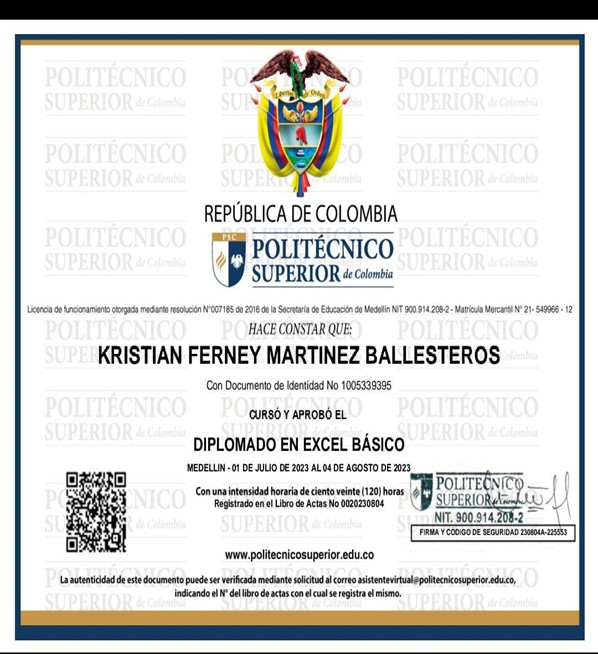 Libertad y Orden
REPÚBLICA DE COLOMBIA
PSC
POLITÉCNICO
SUPERIOR de Colombia
Licencia de funcionamiento otorgada mediante resolución N°007185 de 2016 de la Secretaría de Educación de Medellín NIT 900.914.208-2 - Matrícula Mercantil N° 21- 549966 - 12
HACE CONSTAR QUE:
KRISTIAN FERNEY MARTINEZ BALLESTEROS
Con Documento de Identidad No 1005339395
CURSÓ Y APROBÓ EL
DIPLOMADO EN EXCEL BÁSICO
MEDELLIN - 01 DE JULIO DE 2023 AL 04 DE AGOSTO DE 2023
Con una intensidad horaria de ciento veinte (120) horas
Registrado en el Libro de Actas No 0020230804
POLITÉCNICO
SUPERIOR de Colombia
NIT. 900.914.208-2
FIRMA Y CODIGO DE SEGURIDAD 230804A-225553
www.politecnicosuperior.edu.co
La autenticidad de este documento puede ser verificada mediante solicitud al correo asistentevirtual@politecnicosuperior.edu.co,
indicando el N° del libro de actas con el cual se registra el mismo.